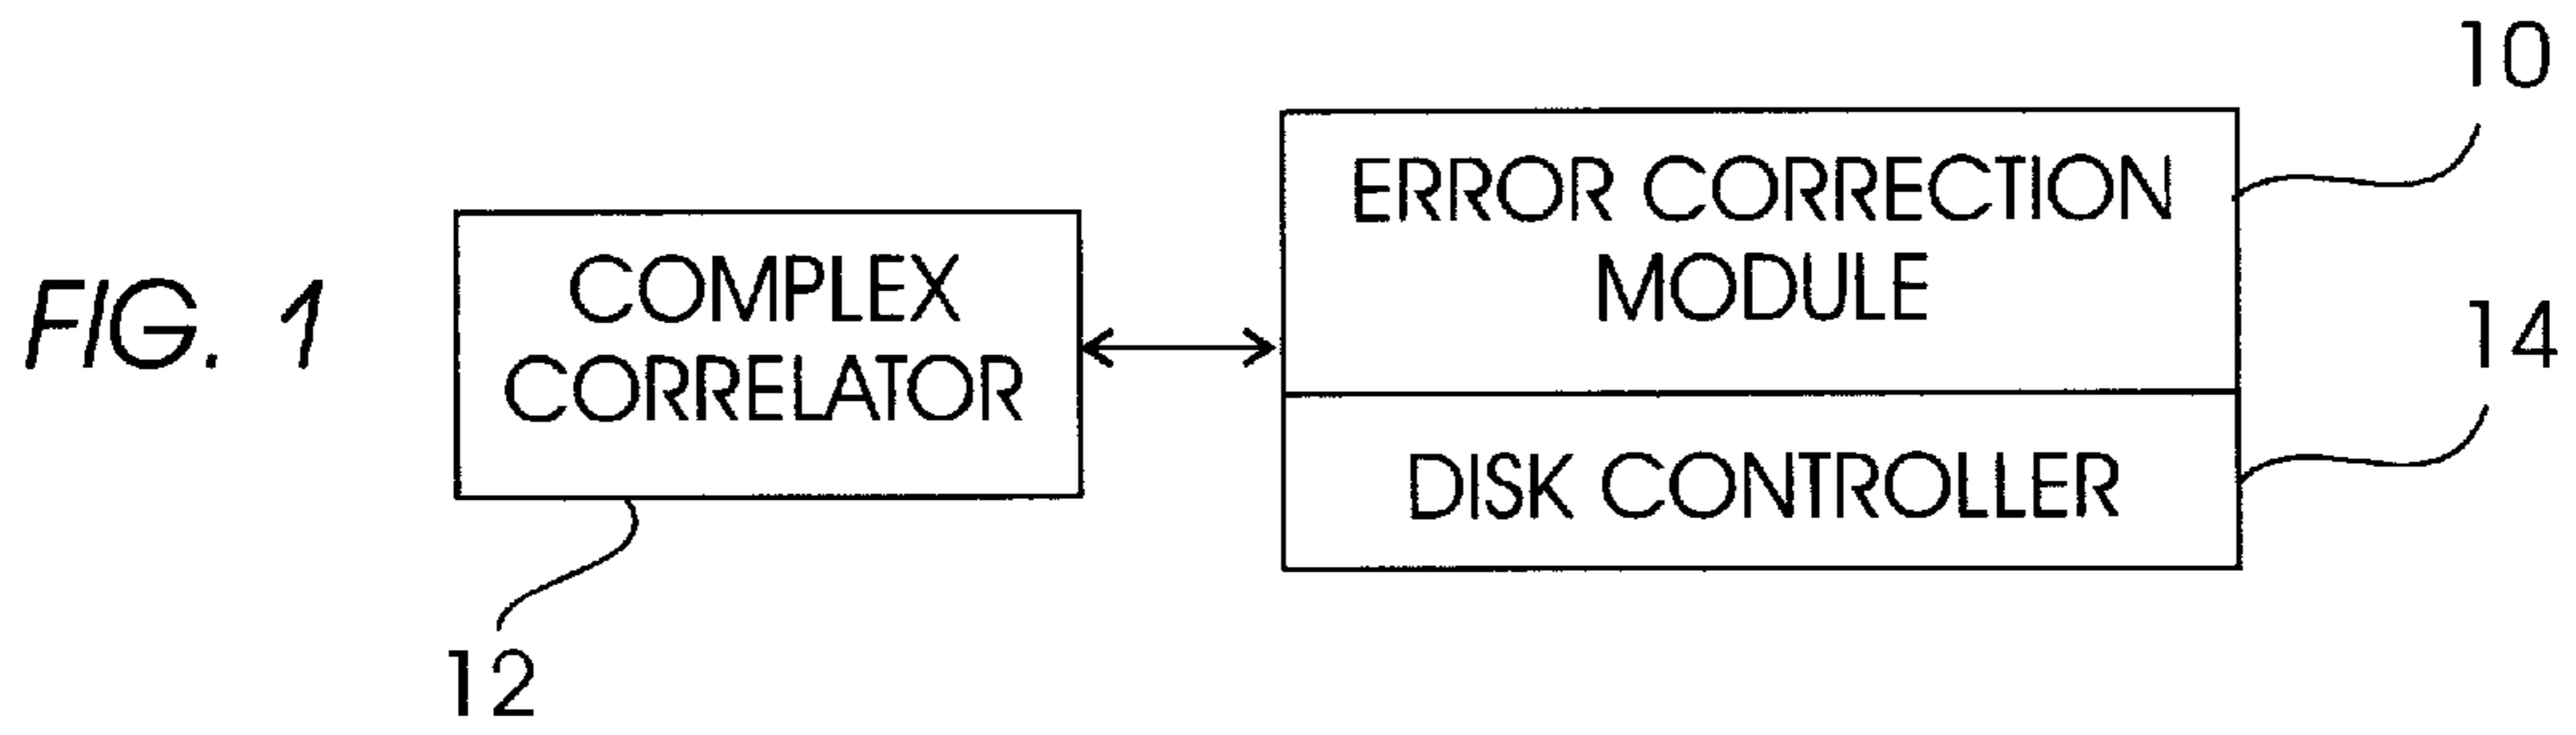 FIG. 1
COMPLEX
CORRELATOR
12
ERROR CORRECTION
MODULE
10
DISK CONTROLLER
14